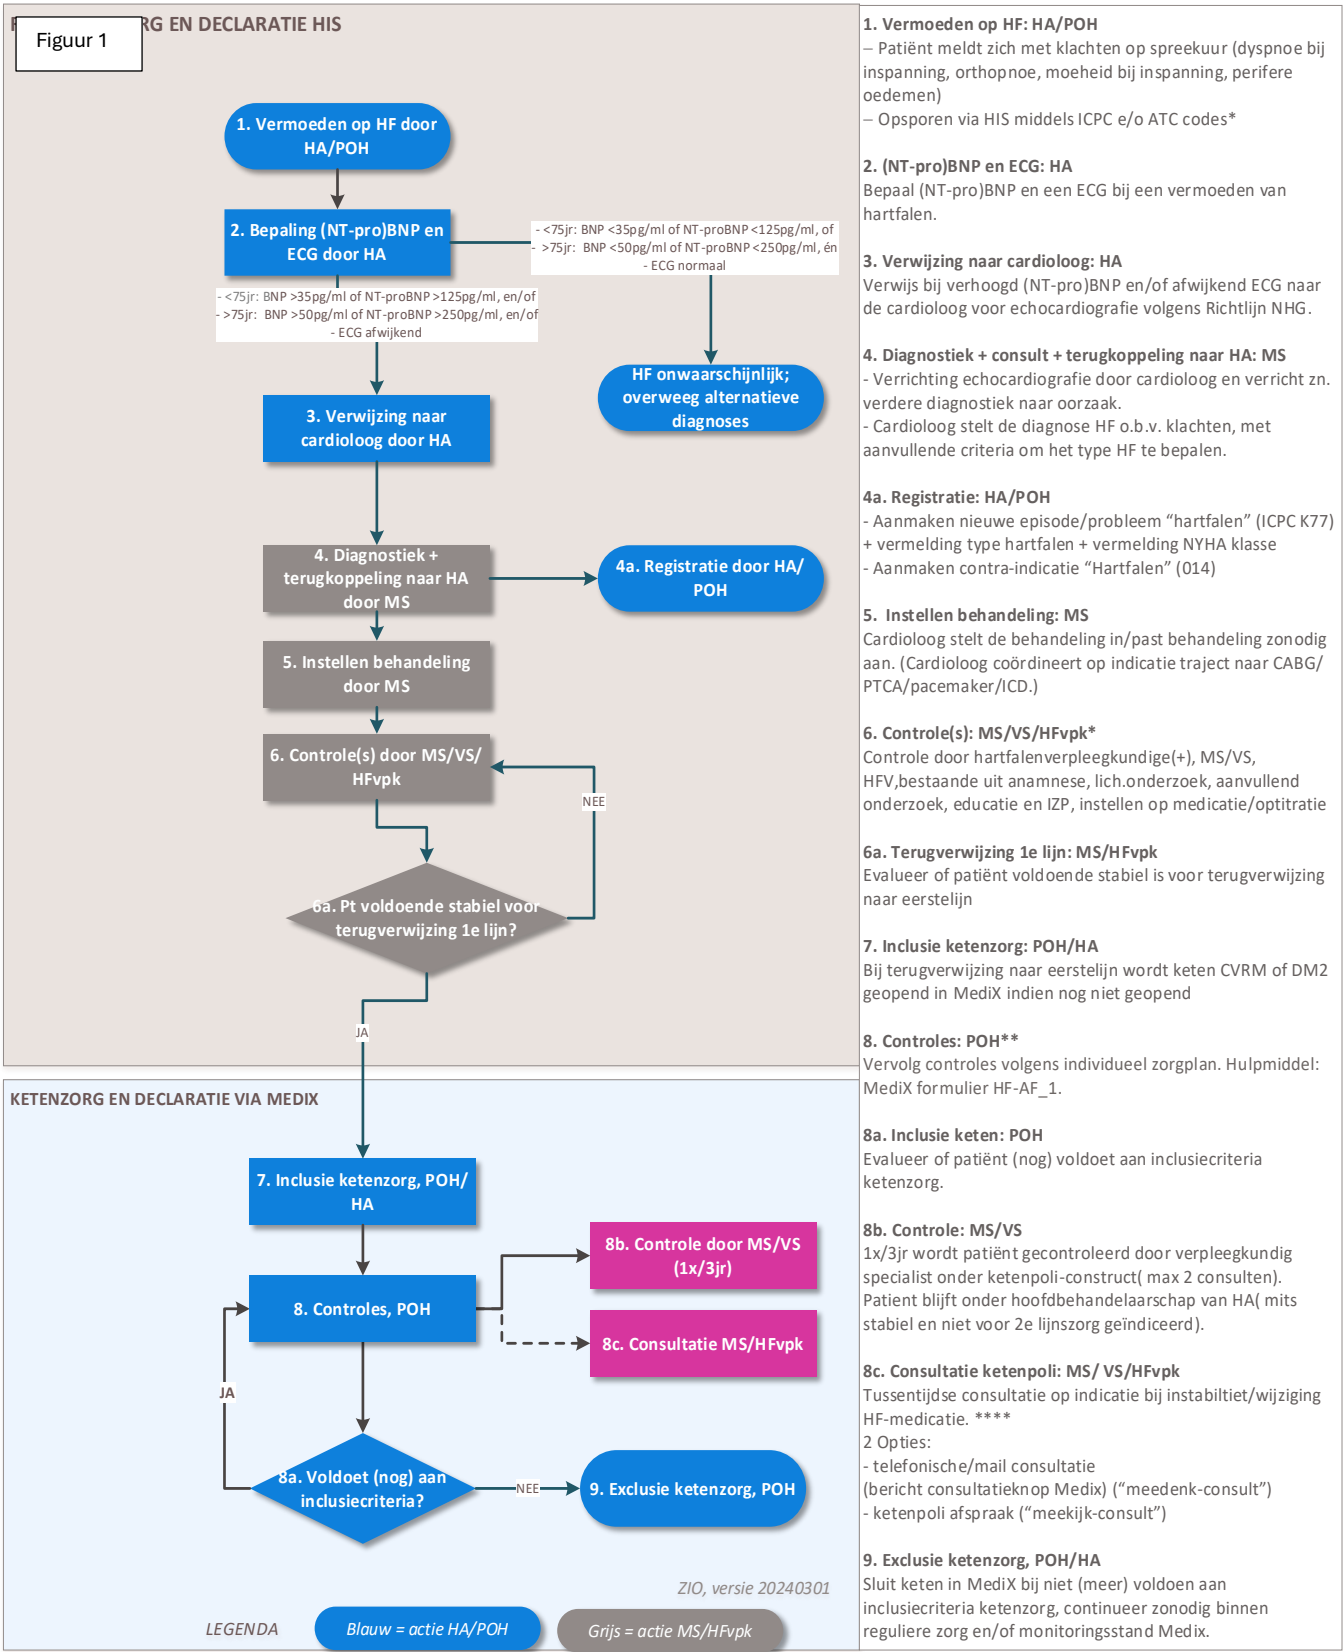 RG EN DECLARATIE HIS
Figuur 1
1. Vermoeden op HF door
HA/POH
2. Bepaling (NT-pro)BNP en
ECG door HA
- <75jr: BNP <35pg/ml of NT-proBNP <125pg/ml, of
- >75jr: BNP <50pg/ml of NT-proBNP <250pg/ml, én
- ECG normaal
- <75jr: BNP >35pg/ml of NT-proBNP >125pg/ml, en/of
- >75jr: BNP >50pg/ml of NT-proBNP >250pg/ml, en/of
- ECG afwijkend
HF onwaarschijnlijk;
overweeg alternatieve
diagnoses
3. Verwijzing naar
cardioloog door HA
4. Diagnostiek +
terugkoppeling naar HA
door MS
4a. Registratie door HA/
POH
5. Instellen behandeling
door MS
6. Controle(s) door MS/VS/
HFvpk
NEE
6a. Pt voldoende stabiel voor
terugverwijzing 1e lijn?
JA
KETENZORG EN DECLARATIE VIA MEDIX
7. Inclusie ketenzorg, POH/
HA
8b. Controle door MS/VS
(1x/3jr)
8. Controles, POH
8c. Consultatie MS/HFvpk
JA
8a. Voldoet (nog) aan
inclusiecriteria?
NEE
9. Exclusie ketenzorg, POH
ZIO, versie 20240301
LEGENDA
Blauw = actie HA/POH
Grijs = actie MS/HFvpk
1. Vermoeden op HF: HA/POH
– Patiënt meldt zich met klachten op spreekuur (dyspnoe bij
inspanning, orthopnoe, moeheid bij inspanning, perifere
oedemen)
– Opsporen via HIS middels ICPC e/o ATC codes*
2. (NT-pro)BNP en ECG: HA
Bepaal (NT-pro)BNP en een ECG bij een vermoeden van
hartfalen.
3. Verwijzing naar cardioloog: HA
Verwijs bij verhoogd (NT-pro)BNP en/of afwijkend ECG naar
de cardioloog voor echocardiografie volgens Richtlijn NHG.
4. Diagnostiek + consult + terugkoppeling naar HA: MS
- Verrichting echocardiografie door cardioloog en verricht zn.
verdere diagnostiek naar oorzaak.
- Cardioloog stelt de diagnose HF o.b.v. klachten, met
aanvullende criteria om het type HF te bepalen.
4a. Registratie: HA/POH
- Aanmaken nieuwe episode/probleem “hartfalen” (ICPC K77)
+ vermelding type hartfalen + vermelding NYHA klasse
- Aanmaken contra-indicatie “Hartfalen” (014)
5. Instellen behandeling: MS
Cardioloog stelt de behandeling in/past behandeling zonodig
aan. (Cardioloog coördineert op indicatie traject naar CABG/
PTCA/pacemaker/ICD.)
6. Controle(s): MS/VS/HFvpk*
Controle door hartfalenverpleegkundige(+), MS/VS,
HFV,bestaande uit anamnese, lich.onderzoek, aanvullend
onderzoek, educatie en IZP, instellen op medicatie/optitratie
6a. Terugverwijzing 1e lijn: MS/HFvpk
Evalueer of patiënt voldoende stabiel is voor terugverwijzing
naar eerstelijn
7. Inclusie ketenzorg: POH/HA
Bij terugverwijzing naar eerstelijn wordt keten CVRM of DM2
geopend in MediX indien nog niet geopend
8. Controles: POH**
Vervolg controles volgens individueel zorgplan. Hulpmiddel:
MediX formulier HF-AF_1.
8a. Inclusie keten: POH
Evalueer of patiënt (nog) voldoet aan inclusiecriteria
ketenzorg.
8b. Controle: MS/VS
1x/3jr wordt patiënt gecontroleerd door verpleegkundig
specialist onder ketenpoli-construct( max 2 consulten).
Patient blijft onder hoofdbehandelaarschap van HA( mits
stabiel en niet voor 2e lijnszorg geïndiceerd).
8c. Consultatie ketenpoli: MS/ VS/HFvpk
Tussentijdse consultatie op indicatie bij instabiltiet/wijziging
HF-medicatie. ****
2 Opties:
- telefonische/mail consultatie
(bericht consultatieknop Medix) (“meedenk-consult”)
- ketenpoli afspraak (“meekijk-consult”)
9. Exclusie ketenzorg, POH/HA
Sluit keten in MediX bij niet (meer) voldoen aan
inclusiecriteria ketenzorg, continueer zonodig binnen
reguliere zorg en/of monitoringsstand Medix.